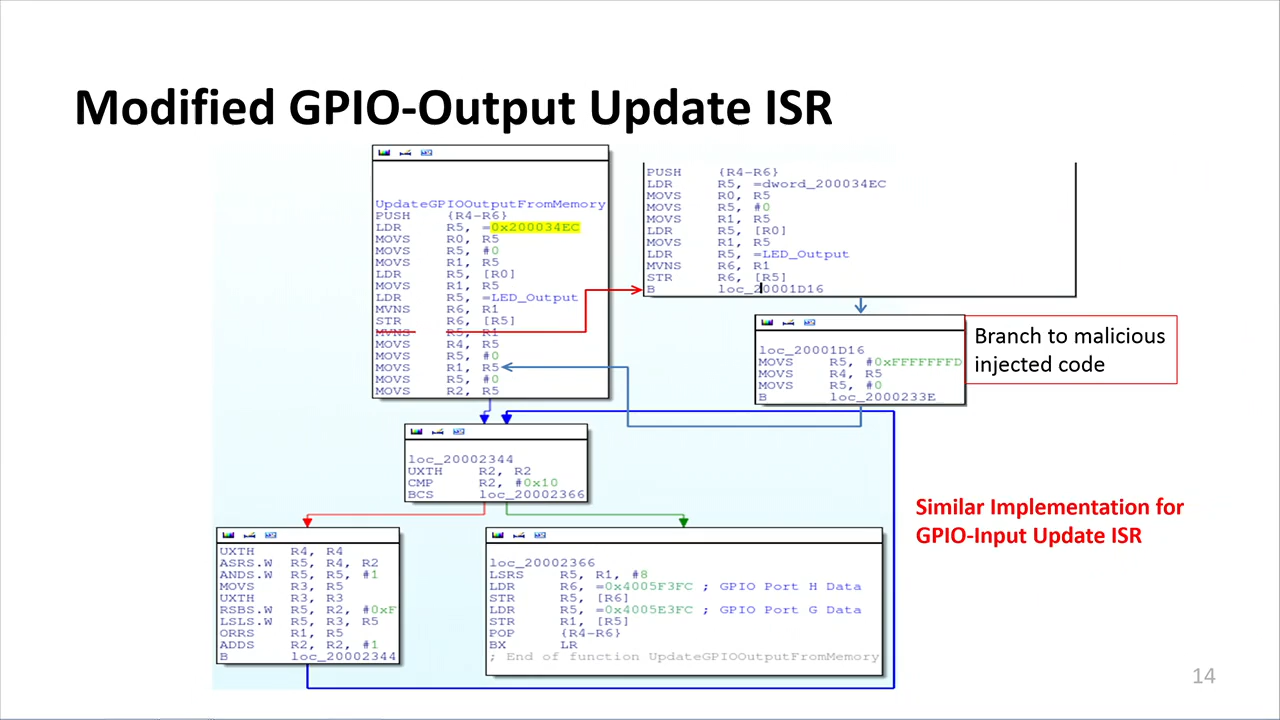 Modified GPIO-Output Update ISR
UpdateGPIOOutputFromMemory
PUSH {R4-R6}
LDR R5, =0x200034EC
MOVS R0, R5
MOVS R5, #0
MOVS R1, R5
LDR R5, [R0]
MOVS R1, R5
LDR R5, =LED_Output
MVNS R6, R1
STR R6, [R5]
MVNS R5, R1
MOVS R4, R5
MOVS R5, #0
MOVS R1, R5
MOVS R5, #0
MOVS R2, R5
PUSH {R4-R6}
LDR R5, =dword_200034EC
MOVS R0, R5
MOVS R5, #0
MOVS R1, R5
LDR R5, [R0]
MOVS R1, R5
LDR R5, =LED_Output
MVNS R6, R1
STR R6, [R5]
B loc_20001D16
loc_20001D16
MOVS R5, #0xFFFFFFFD
MOVS R4, R5
MOVS R5, #0
B loc_2000233E
Branch to malicious
injected code
loc_20002344
UXTH R2, R2
CMP R2, #0x10
BCS loc_20002366
UXTH R4, R4
ASRS.W R5, R4, R2
ANDS.W R5, R5, #1
MOVS R3, R5
UXTH R3, R3
RSBS.W R5, R2, #0xF
LSLS.W R5, R3, R5
ORRS R1, R5
ADDS R2, R2, #1
B loc_20002344
loc_20002366
LSRS R5, R1, #8
LDR R6, =0x4005F3FC ; GPIO Port H Data
STR R5, [R6]
LDR R5, =0x4005E3FC ; GPIO Port G Data
STR R1, [R5]
POP {R4-R6}
BX LR
; End of function UpdateGPIOOutputFromMemory
Similar Implementation for
GPIO-Input Update ISR
14